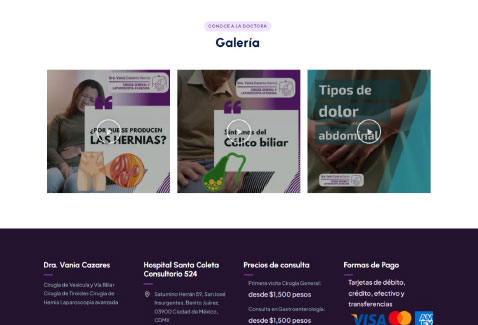 CONOCE A LA DOCTORA
Galería
Dra. Vania Cazares García
CIRUGÍA GENERAL Y
LAPAROSCOPIA AVANZADA
¿POR QUE SE PRODUCEN
LAS HERNIAS?
Dra. Vania Cazares García
CIRUGÍA GENERAL Y
LAPAROSCOPIA AVANZADA
Síntomas del
Cólico biliar
Tipos de
dolor
abdominal
Dra. Vania Cazares
Cirugía de Vesícula y Vía Biliar
Cirugía de Tiroides Cirugía de
Hernia Laparoscopia avanzada
Hospital Santa Coleta
Consultorio 524
Saturnino Herrán 59, San José
Insurgentes, Benito Juárez,
03900 Ciudad de México,
CDMX
Precios de consulta
Primera visita Cirugía General:
desde $1,500 pesos
Consulta en Gastroenterología:
desde $1,500 pesos
Formas de Pago
Tarjetas de débito,
crédito, efectivo y
transferencias
VISA
AM